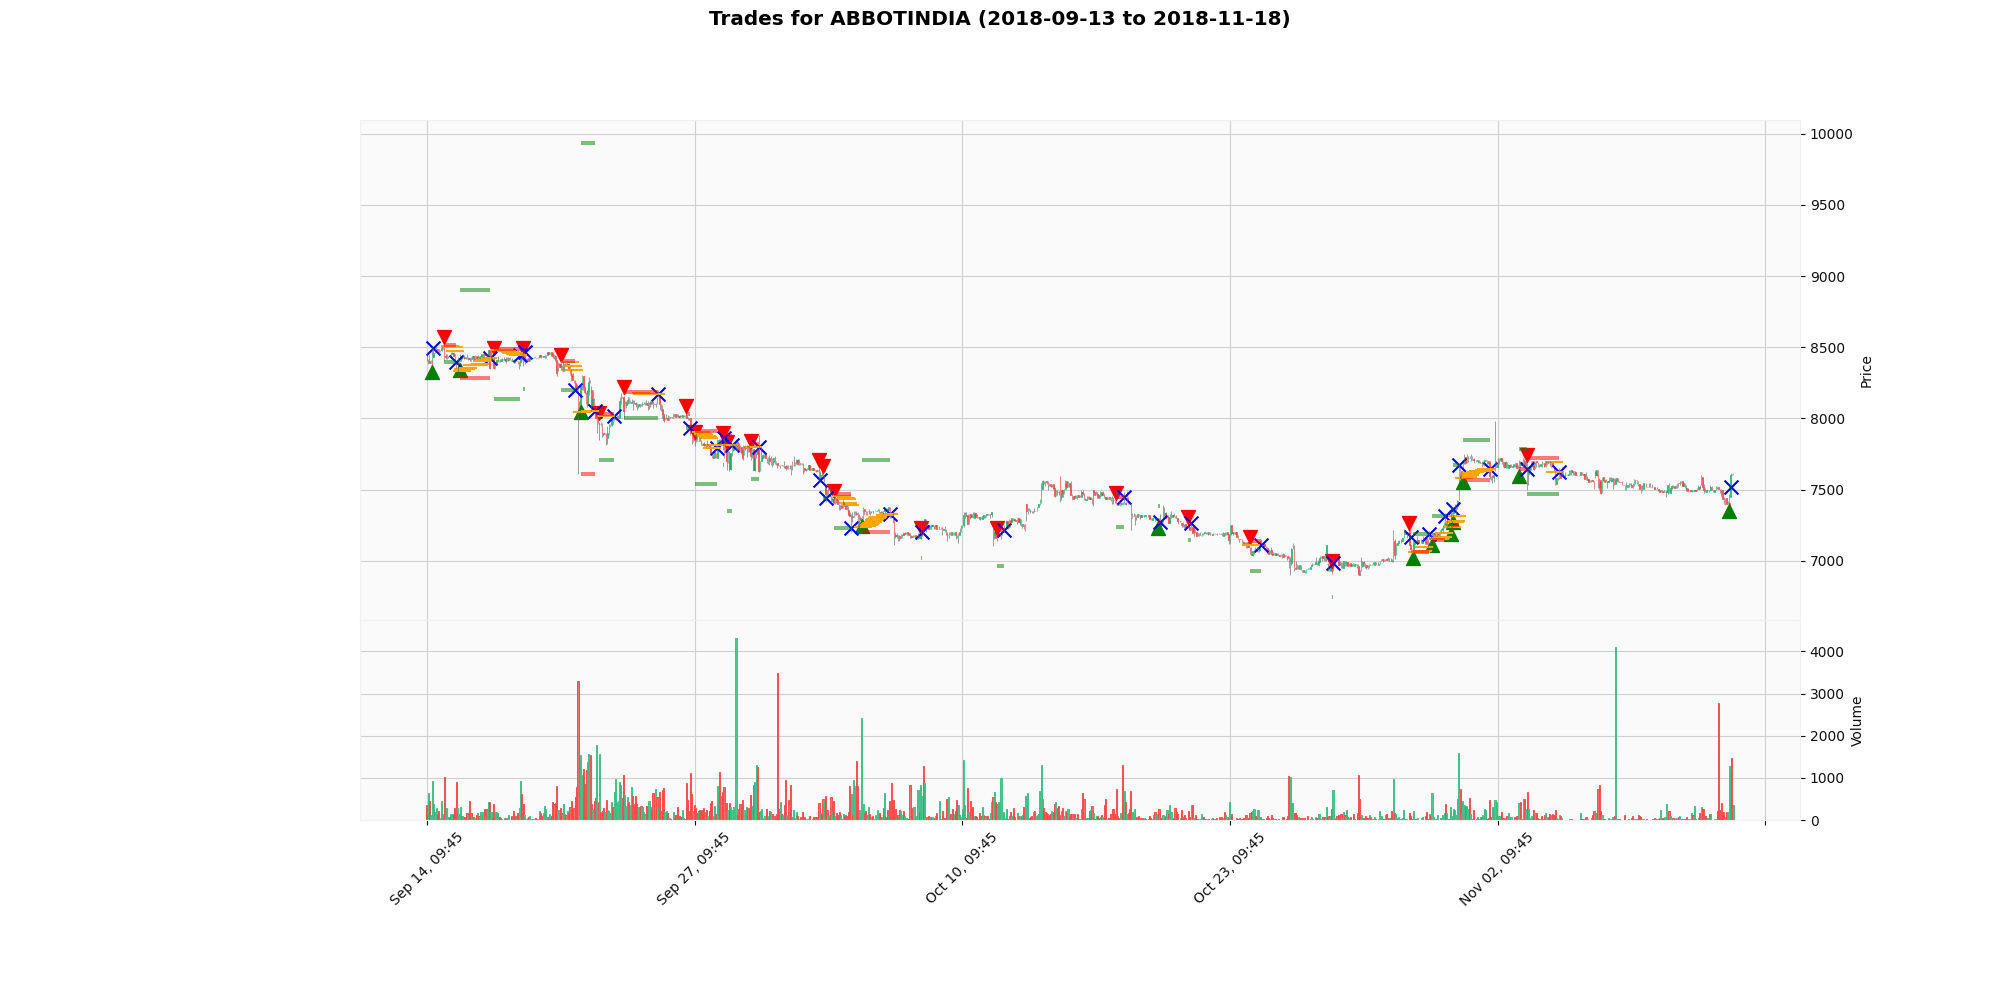 Trades for ABBOTINDIA (2018-09-13 to 2018-11-18)
10000
9500
9000
8500
8000
7500
7000
Price
4000
3000
2000
1000
0
Volume
Sep 14, 09:45
Sep 27, 09:45
Oct 10, 09:45
Oct 23, 09:45
Nov 02, 09:45